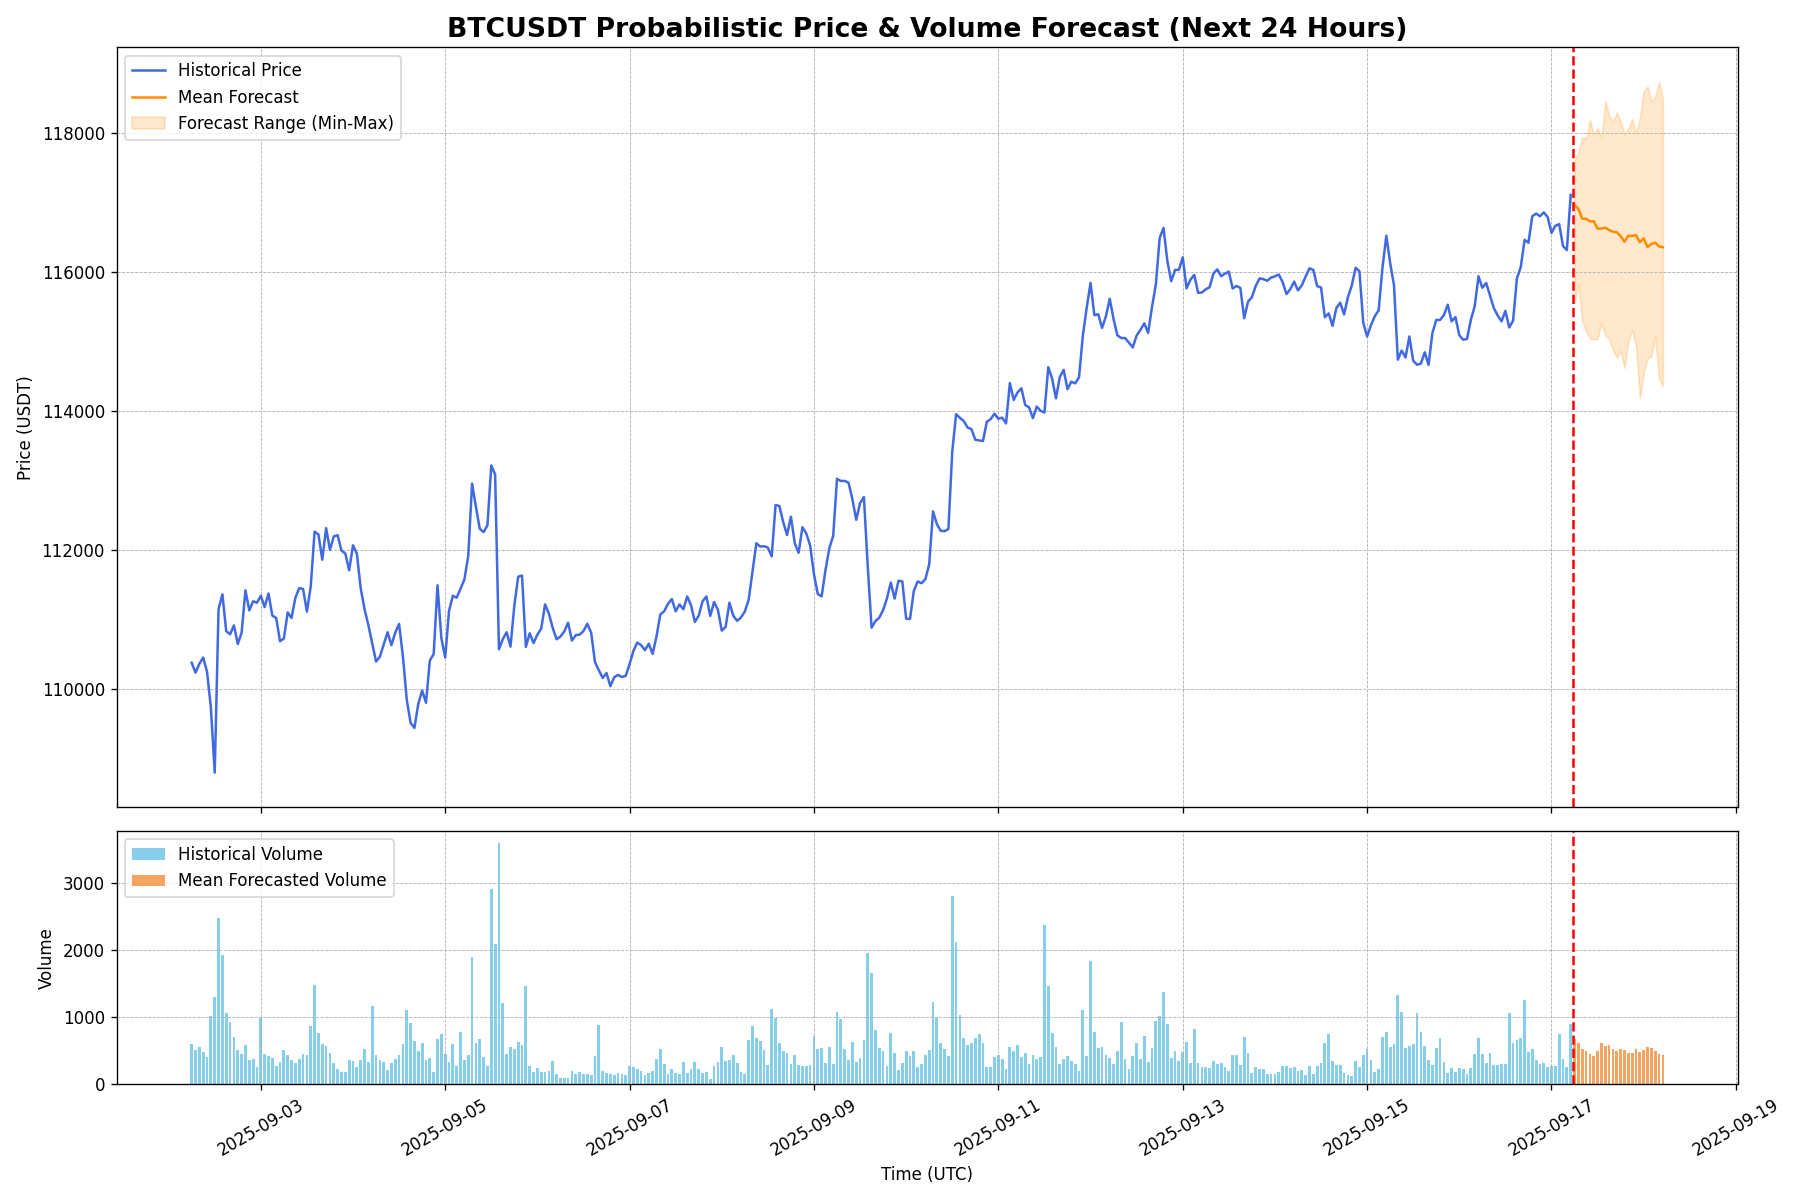 BTCUSDT Probabilistic Price & Volume Forecast (Next 24 Hours)
Historical Price
Mean Forecast
Forecast Range (Min-Max)
118000
116000
114000
112000
110000
Price (USDT)
Historical Volume
Mean Forecasted Volume
3000
2000
1000
0
Volume
2025-09-03
2025-09-05
2025-09-07
2025-09-09
2025-09-11
2025-09-13
2025-09-15
2025-09-17
2025-09-19
Time (UTC)